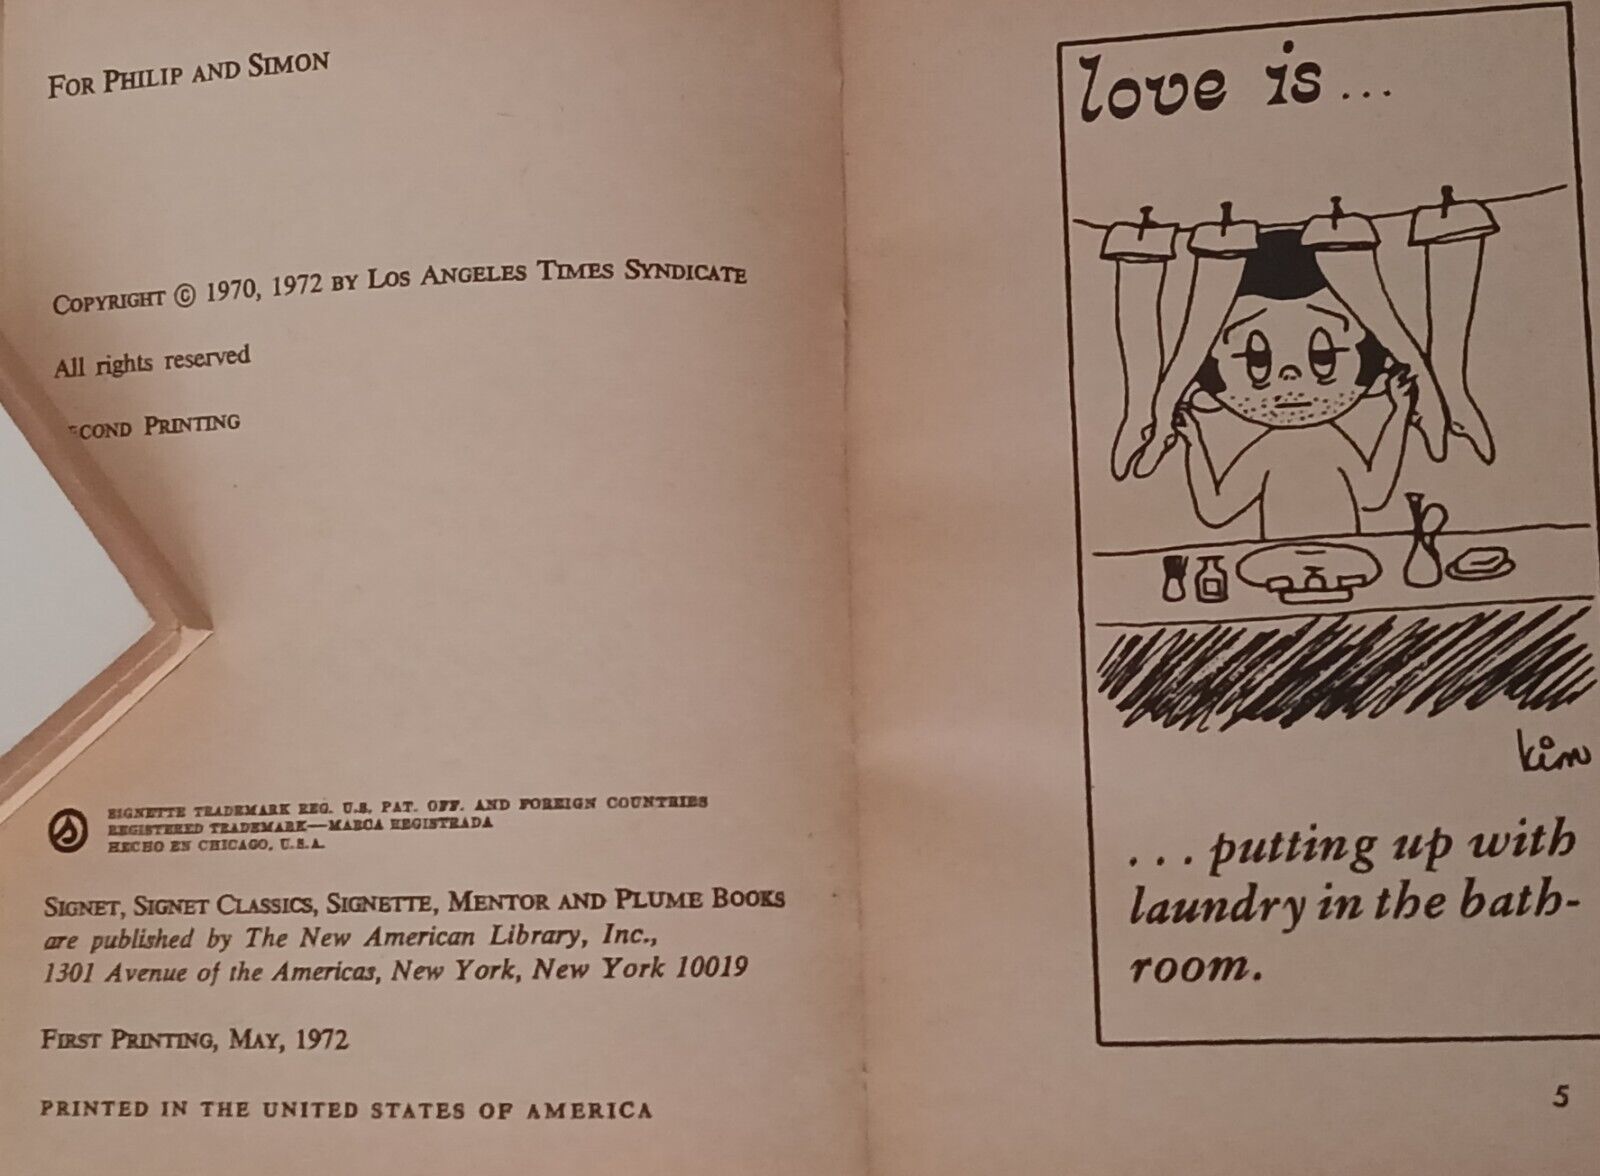 FOR PHILIP AND SIMON
COPYRIGHT © 1970, 1972 BY LOS ANGELES TIMES SYNDICATE
All rights reserved
ECOND PRINTING
SIGNETTE TRADEMARK REG. U.S. PAT. OFF. AND FOREIGN COUNTRIES
REGISTERED TRADEMARK—MARCA REGISTRADA
HECHO EN CHICAGO, U.S.A.
SIGNET, SIGNET CLASSICS, SIGNETTE, MENTOR AND PLUME BOOKS
are published by The New American Library, Inc.,
1301 Avenue of the Americas, New York, New York 10019
FIRST PRINTING, MAY, 1972
PRINTED IN THE UNITED STATES OF AMERICA
love is...
kim
...putting up with
laundry in the bath-
room.
5